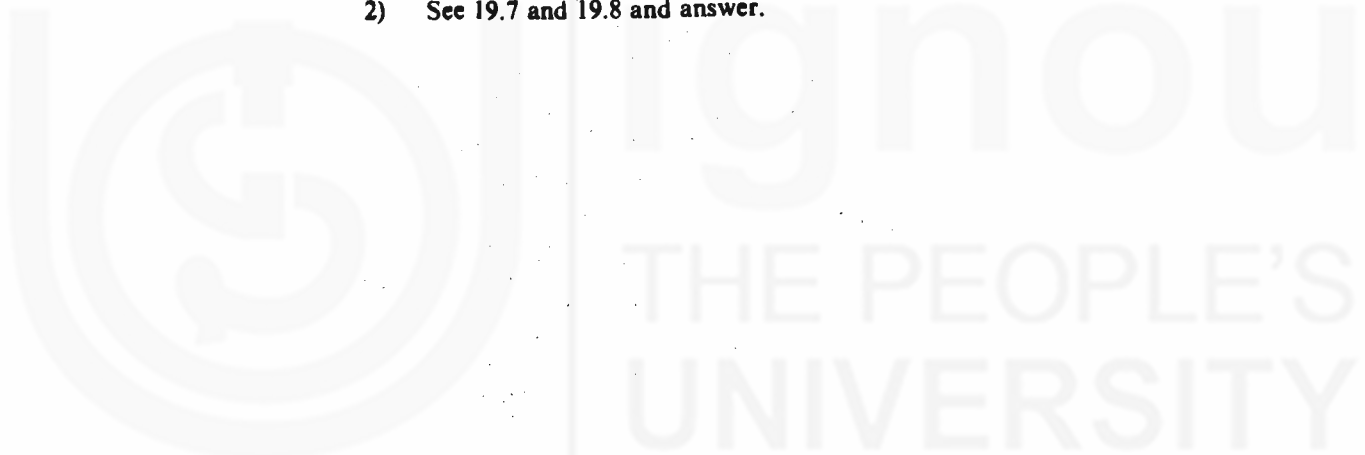 2) See 19.7 and 19.8 and answer.
ignou
THE PEOPLE'S
UNIVERSITY